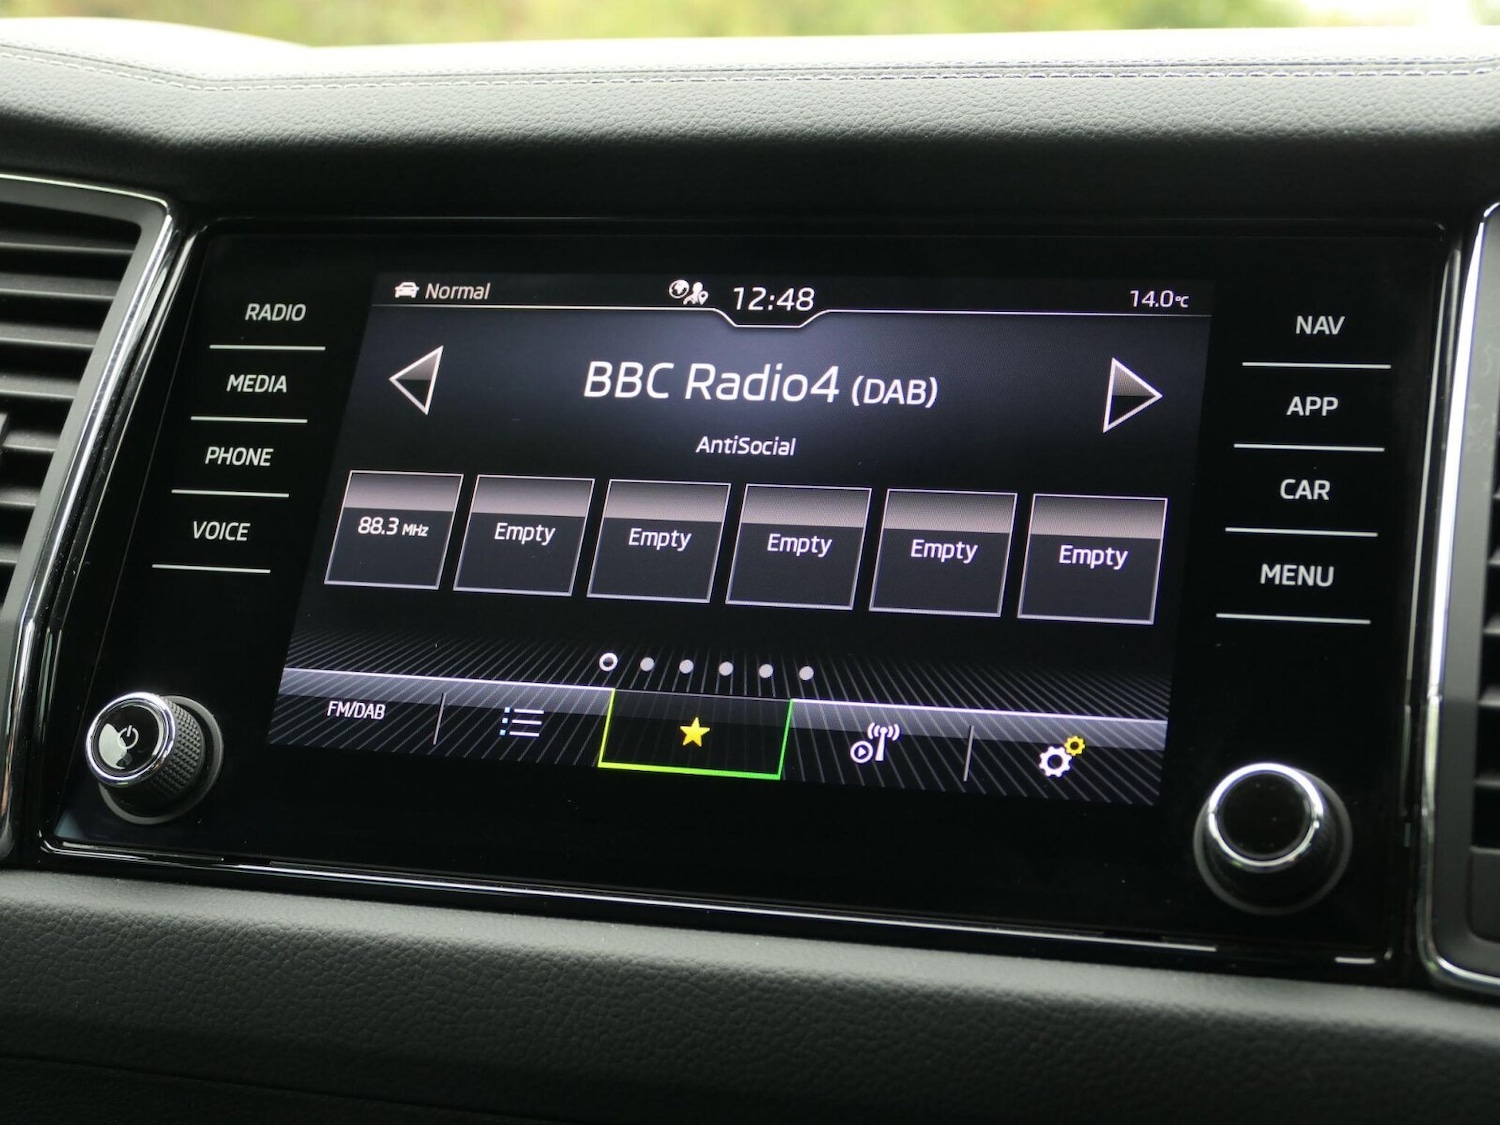 Normal
12:48
14.0°C
RADIO
MEDIA
PHONE
VOICE
BBC Radio4 (DAB)
AntiSocial
88.3 MHz
Empty
Empty
Empty
Empty
Empty
FM/DAB
NAV
APP
CAR
MENU